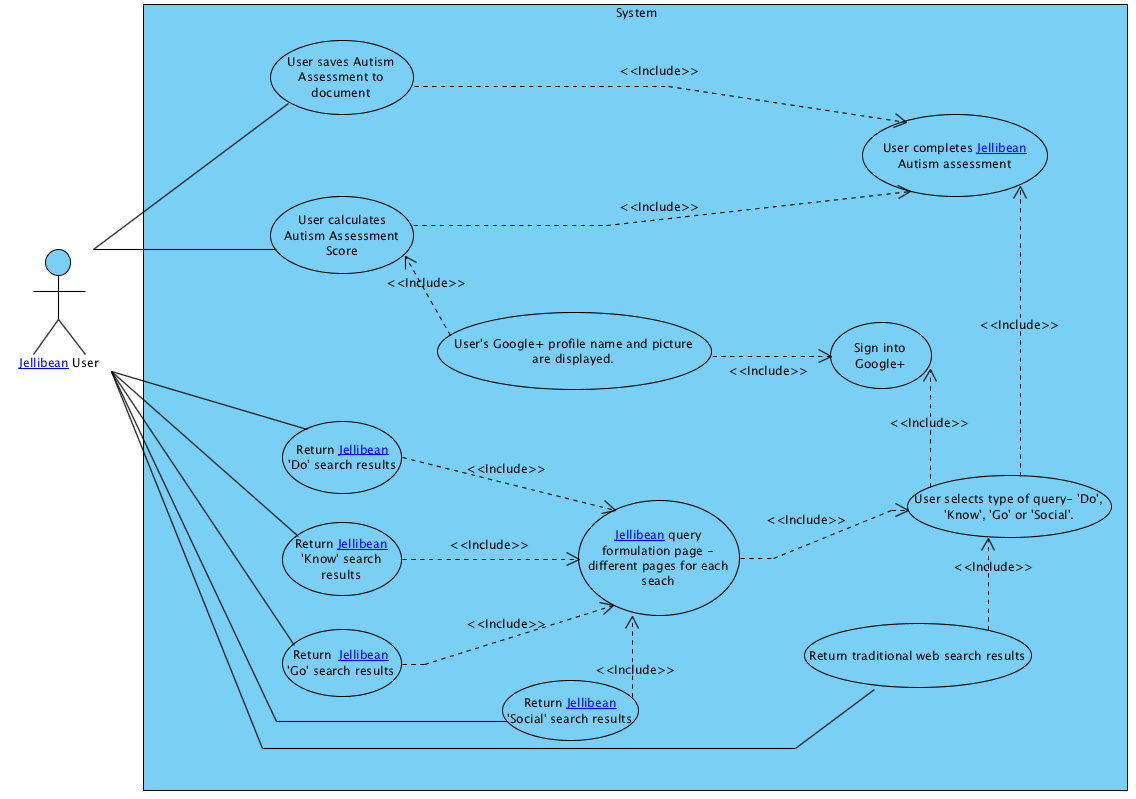 System
User saves Autism
Assessment to
document
<<Include>>
User completes Jellibean
Autism assessment
<<Include>>
User calculates
Autism Assessment
Score
<<Include>>
<<Include>>
User's Google+ profile name and picture
are displayed.
Sign into
Google+
<<Include>>
Jellibean User
<<Include>>
Return Jellibean
'Do' search results
<<Include>>
User selects type of query- 'Do',
'Know', 'Go' or 'Social'.
<<Include>>
Jellibean query
formulation page -
different pages for each
seach
Return Jellibean
'Know' search
results
<<Include>>
<<Include>>
<<Include>>
Return Jellibean
'Go' search results
Return traditional web search results
<<Include>>
Return Jellibean
'Social' search results